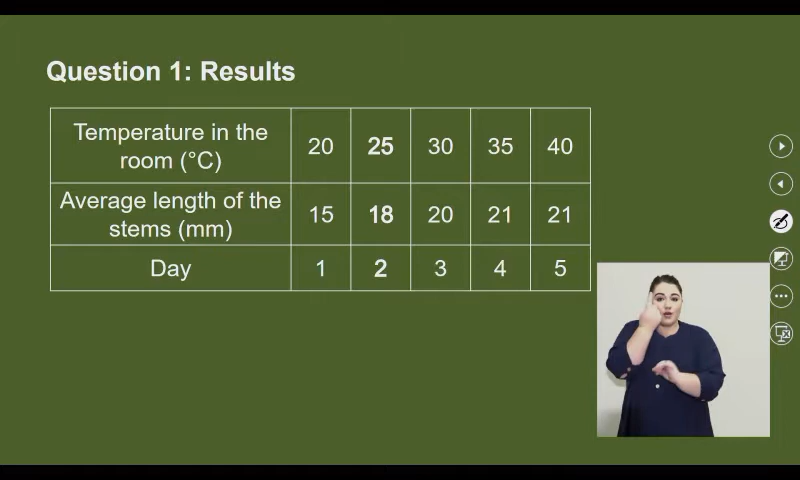 Question 1: Results
Temperature in the
room (°C)
20 25 30 35 40
Average length of the
stems (mm)
15 18 20 21 21
Day
1 2 3 4 5